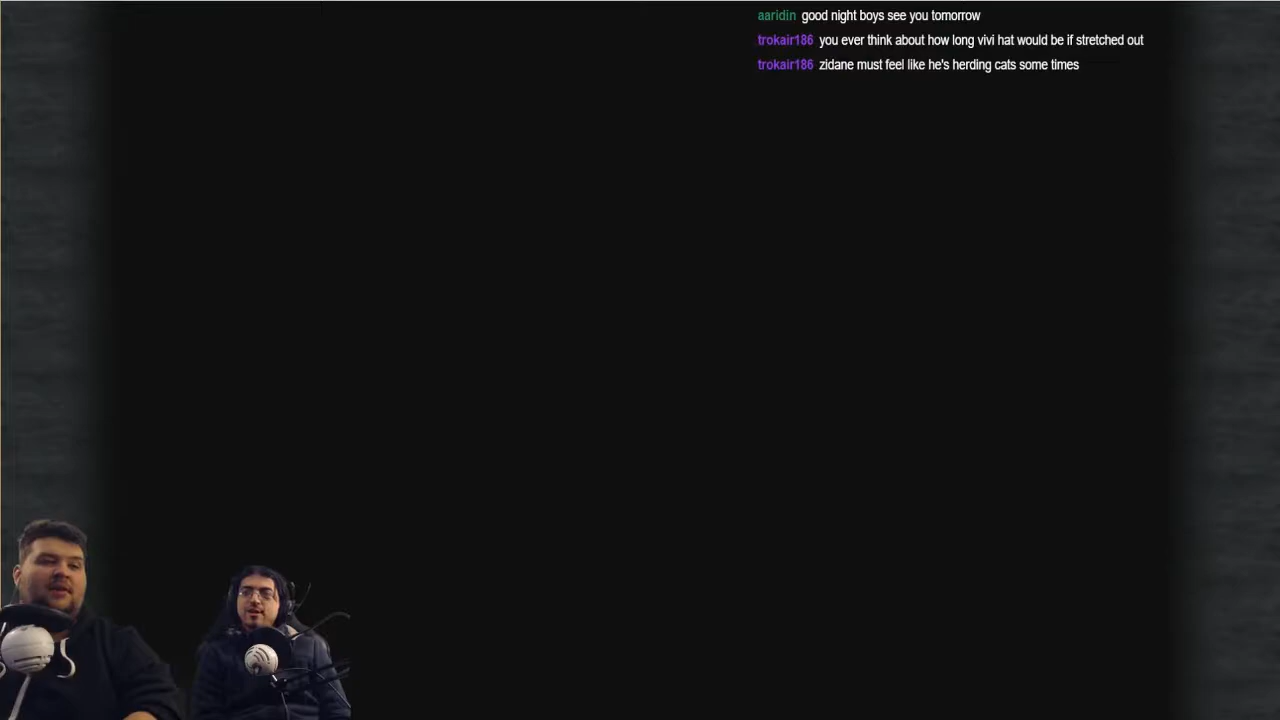 aaridin good night boys see you tomorrow
trokair186 you ever think about how long vivi hat would be if stretched out
trokair186 zidane must feel like he's herding cats some times